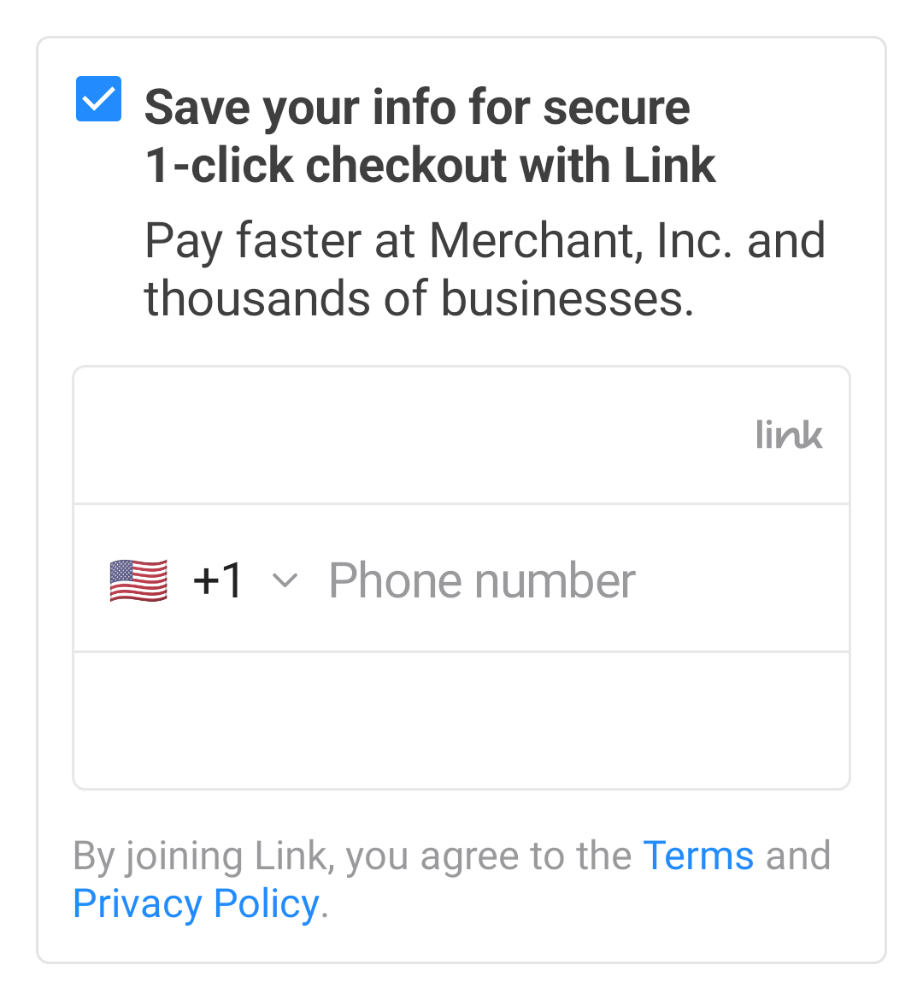 Save your info for secure
1-click checkout with Link
Pay faster at Merchant, Inc. and
thousands of businesses.
link
+1 Phone number
By joining Link, you agree to the Terms and
Privacy Policy.